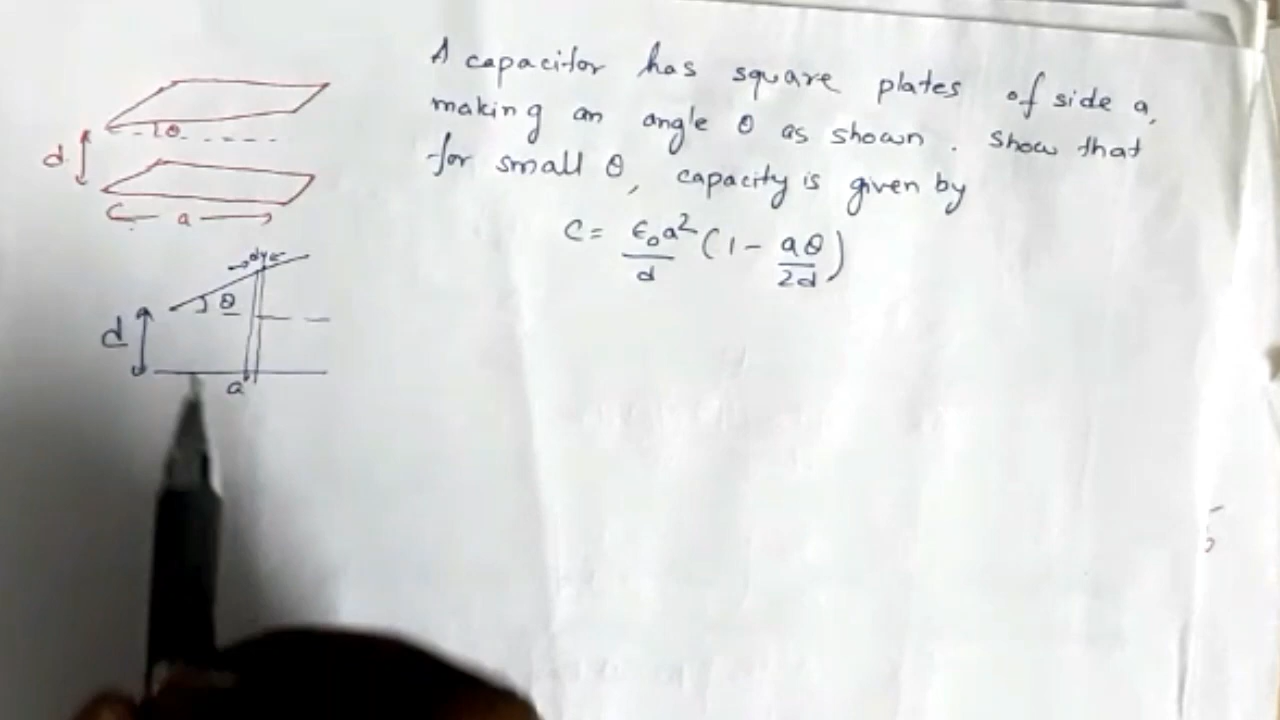 A capacitor has square plates of side a,
making an angle θ as shown. Show that
for small θ, capacity is given by
C = ε₀a²/d (1 - aθ/2d)
θ
d
a
dx
θ
d
a